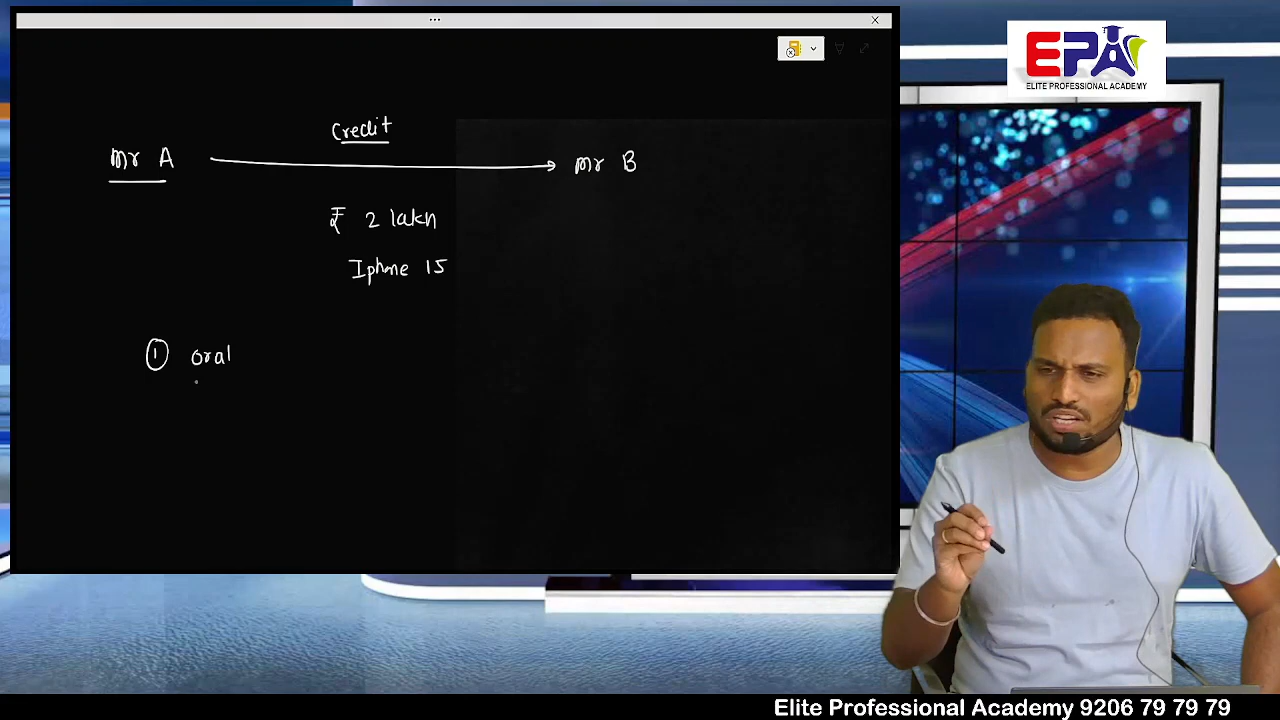 EPA
ELITE PROFESSIONAL ACADEMY
Credit
Mr A
Mr B
₹ 2 lakh
Iphone 15
① oral
Elite Professional Academy 9206 79 79 79